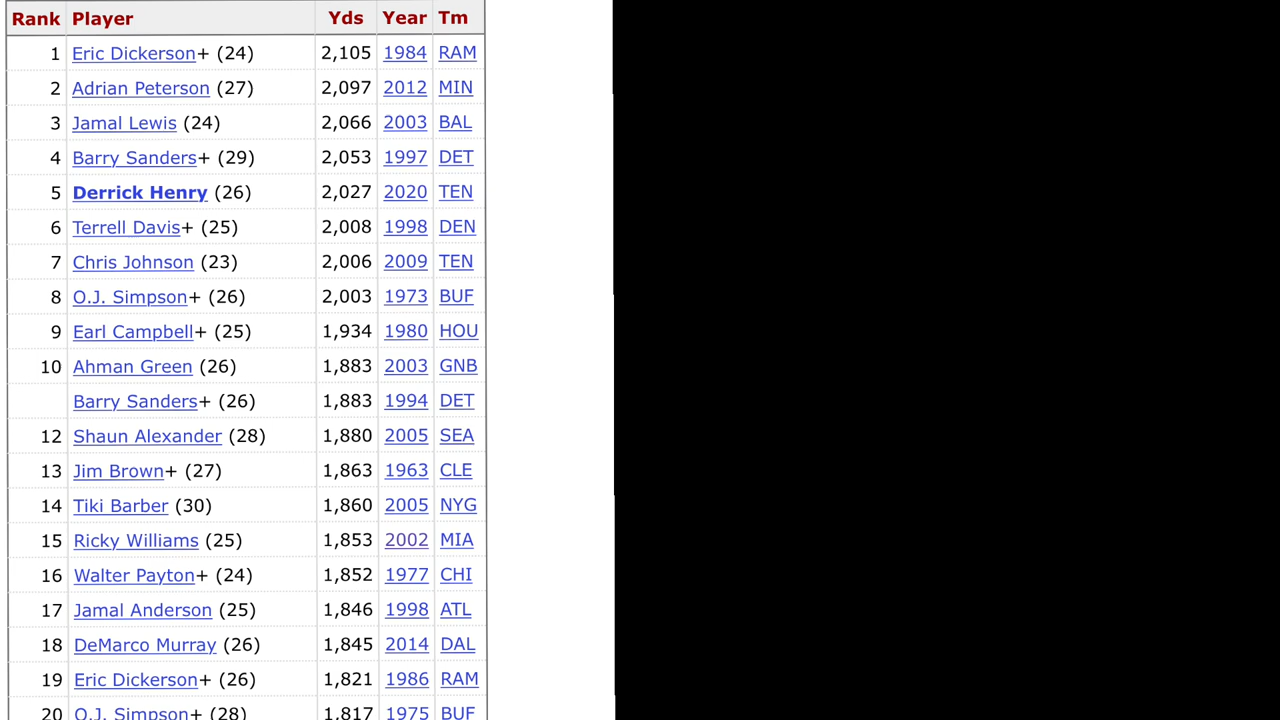 Rank Player Yds Year Tm
1 Eric Dickerson+ (24) 2,105 1984 RAM
2 Adrian Peterson (27) 2,097 2012 MIN
3 Jamal Lewis (24) 2,066 2003 BAL
4 Barry Sanders+ (29) 2,053 1997 DET
5 Derrick Henry (26) 2,027 2020 TEN
6 Terrell Davis+ (25) 2,008 1998 DEN
7 Chris Johnson (23) 2,006 2009 TEN
8 O.J. Simpson+ (26) 2,003 1973 BUF
9 Earl Campbell+ (25) 1,934 1980 HOU
10 Ahman Green (26) 1,883 2003 GNB
Barry Sanders+ (26) 1,883 1994 DET
12 Shaun Alexander (28) 1,880 2005 SEA
13 Jim Brown+ (27) 1,863 1963 CLE
14 Tiki Barber (30) 1,860 2005 NYG
15 Ricky Williams (25) 1,853 2002 MIA
16 Walter Payton+ (24) 1,852 1977 CHI
17 Jamal Anderson (25) 1,846 1998 ATL
18 DeMarco Murray (26) 1,845 2014 DAL
19 Eric Dickerson+ (26) 1,821 1986 RAM
20 O.J. Simpson+ (28) 1,817 1975 BUF